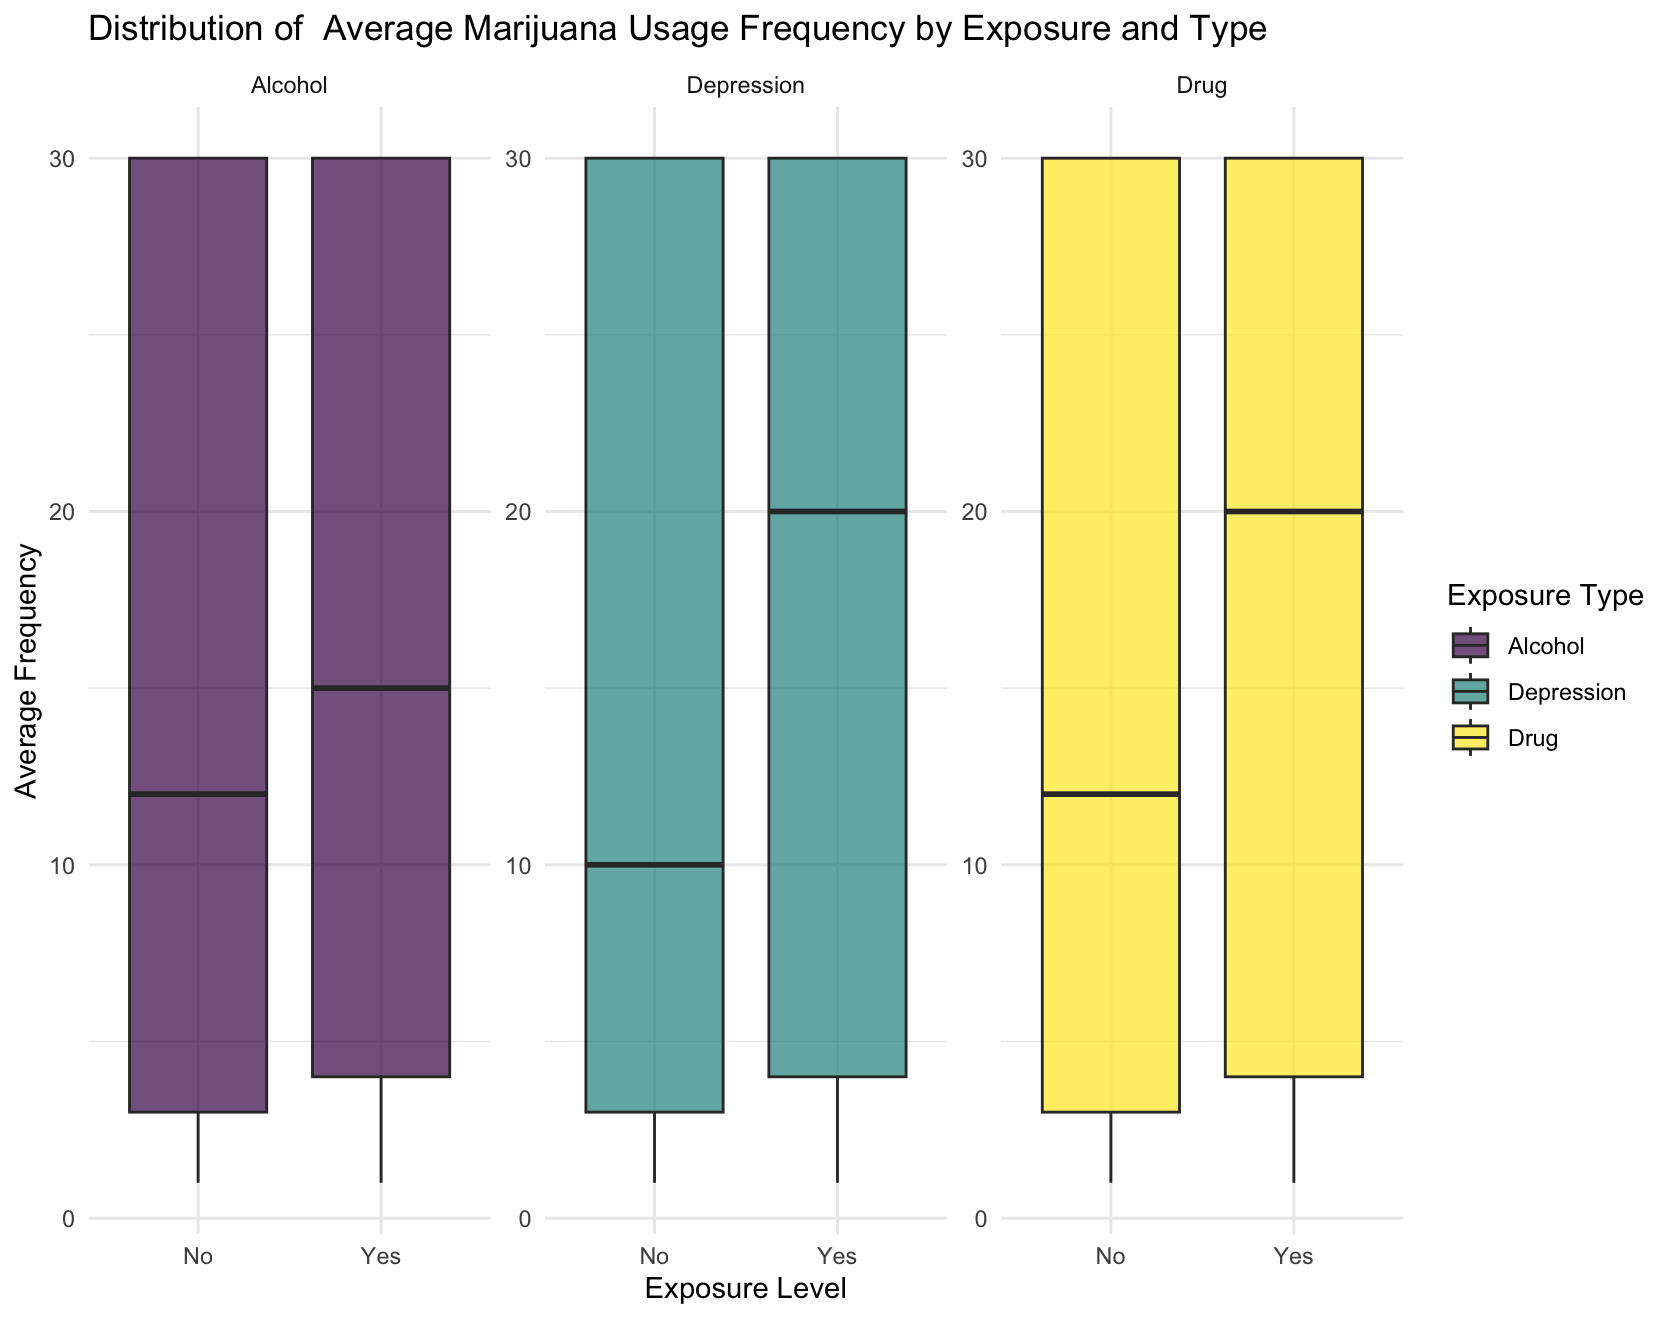 Distribution of  Average Marijuana Usage Frequency by Exposure and Type
Alcohol
Depression
Drug
Average Frequency
30
20
10
0
30
20
10
0
30
20
10
0
No
Yes
No
Yes
No
Yes
Exposure Level
Exposure Type
Alcohol
Depression
Drug